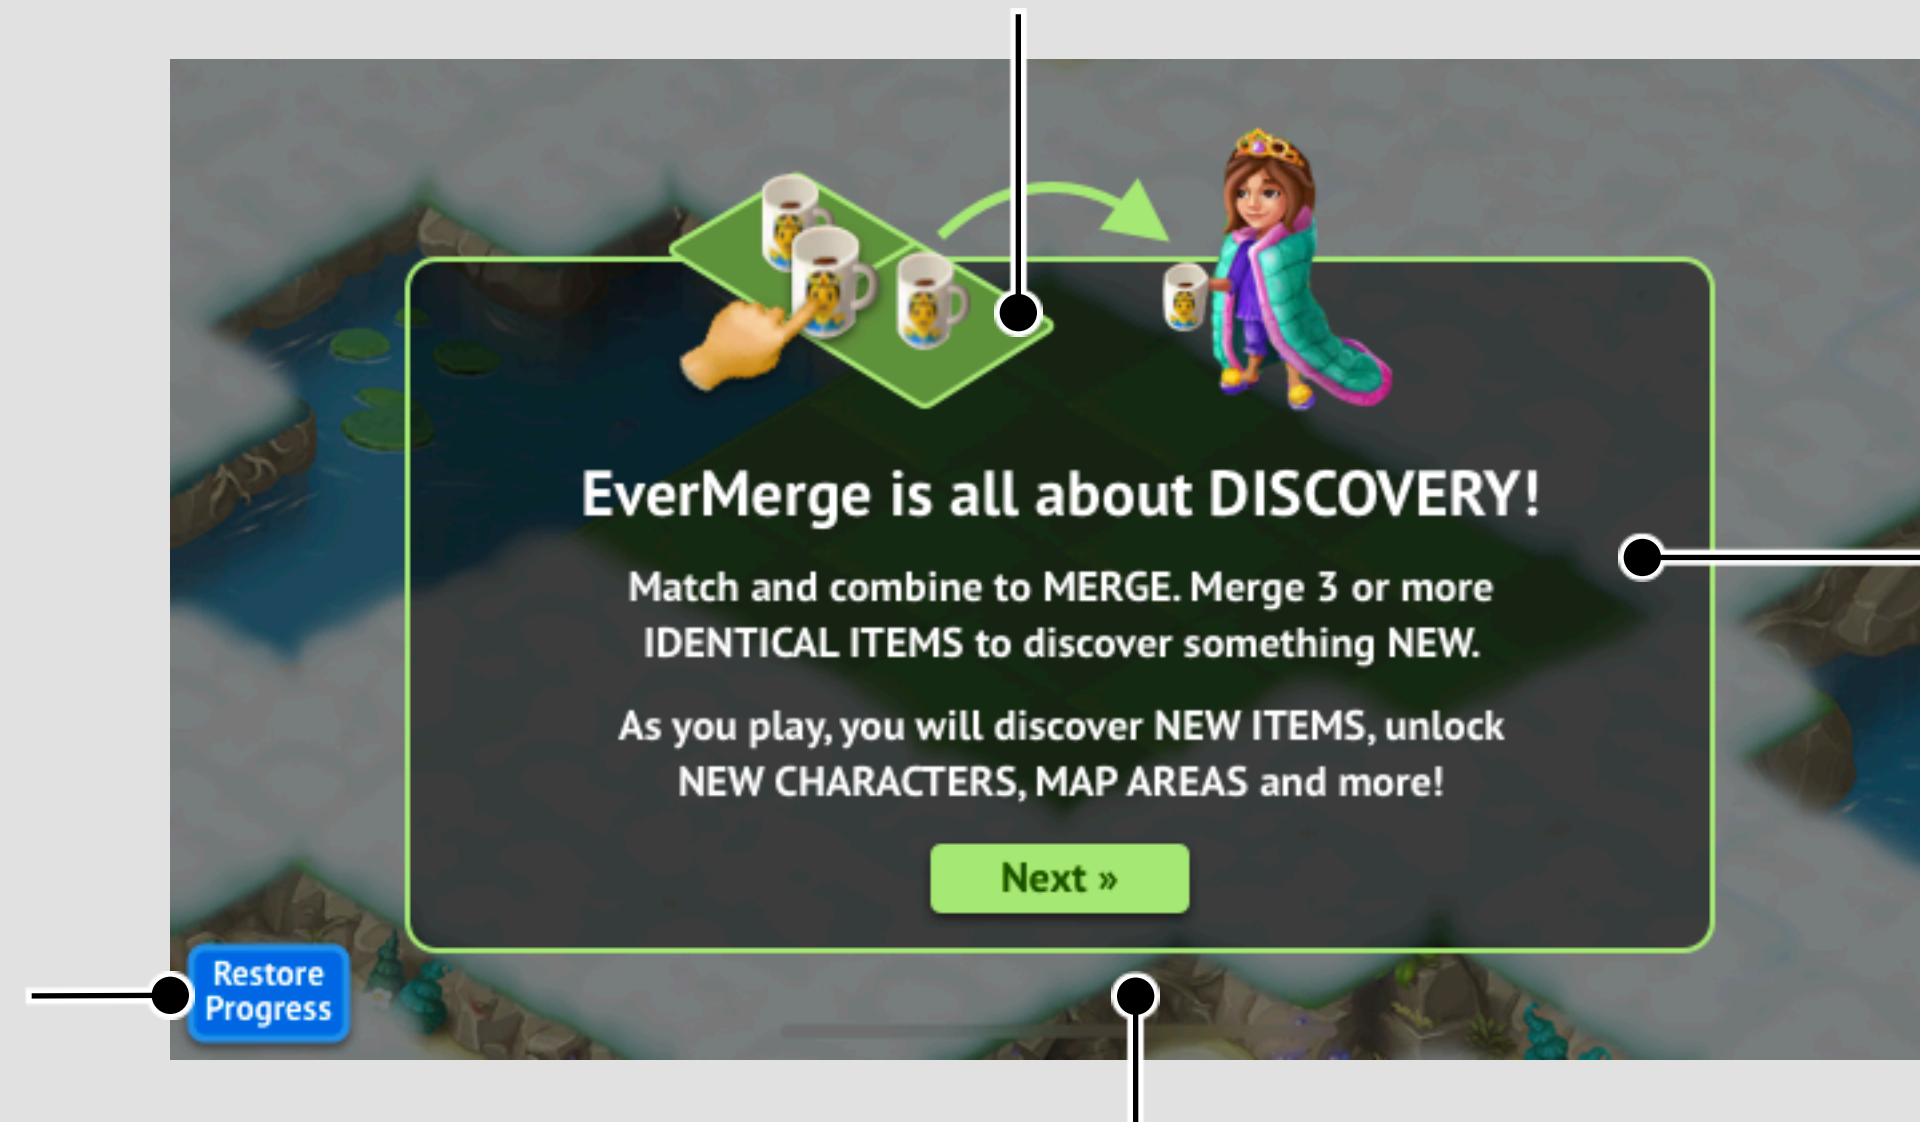 EverMerge is all about DISCOVERY!
Match and combine to MERGE. Merge 3 or more
IDENTICAL ITEMS to discover something NEW.
As you play, you will discover NEW ITEMS, unlock
NEW CHARACTERS, MAP AREAS and more!
Next »
Restore
Progress